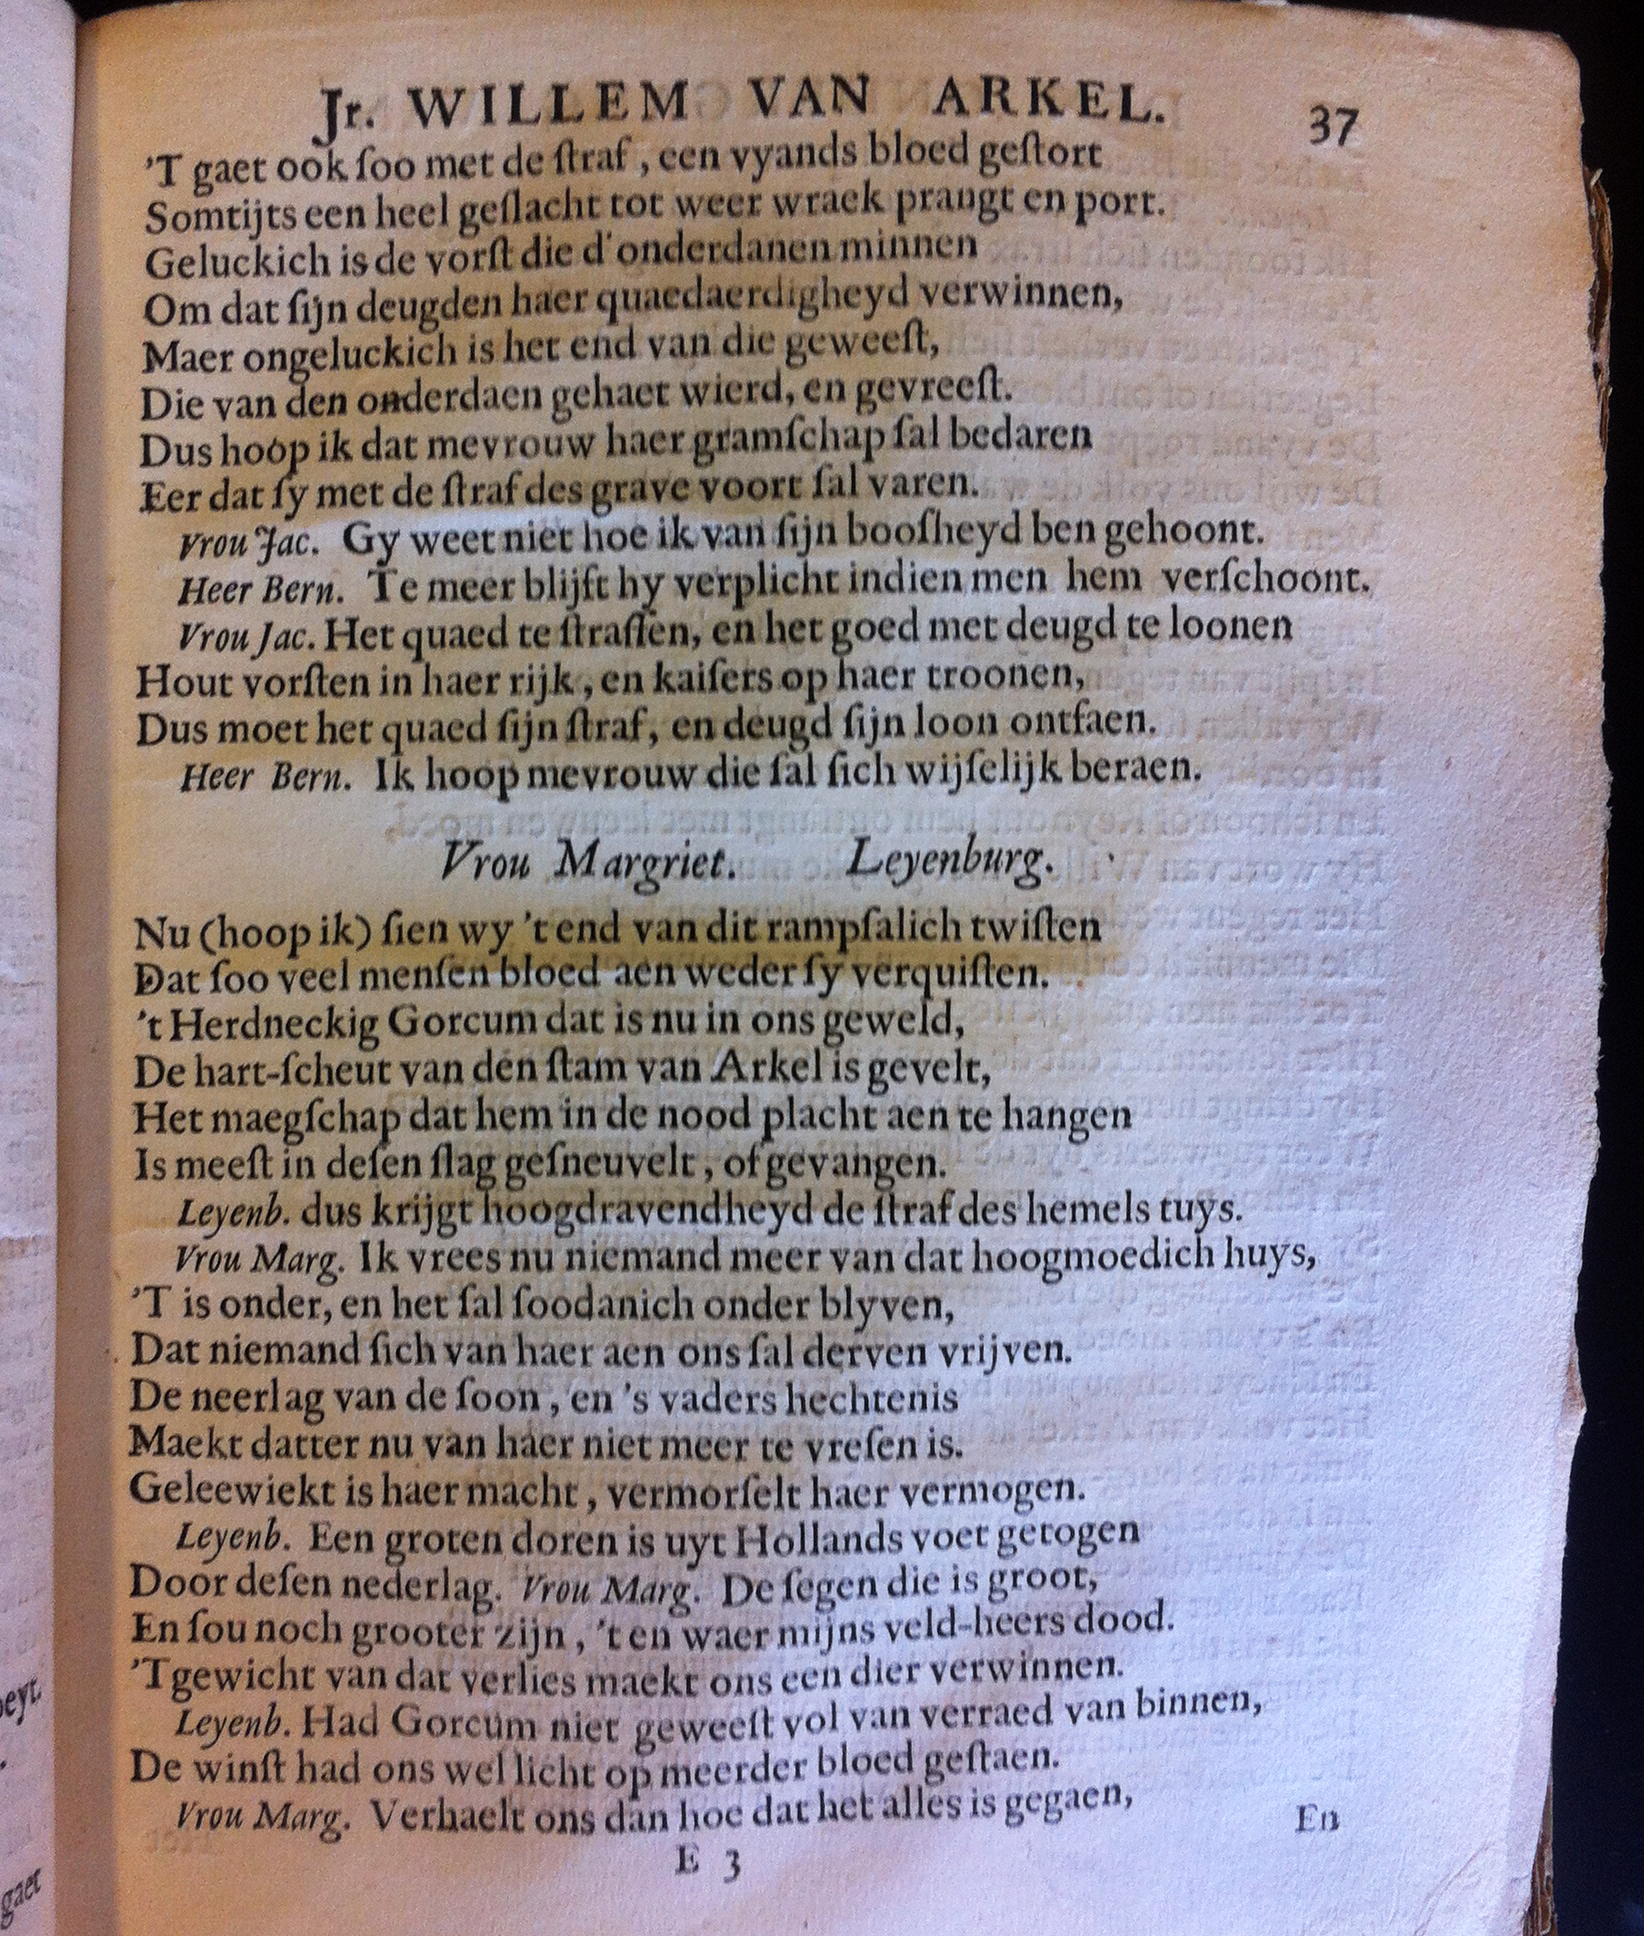 Jr. WILLEM VAN ARKEL. 37
'T gaet ook ſoo met de ſtraf, een vyands bloed geſtort
Somtijts een heel geſlacht tot weer wraek prangt en port.
Geluckich is de vorſt die d'onderdanen minnen
Om dat ſijn deugden haer quaedaerdigheyd verwinnen,
Maer ongeluckich is het end van die geweeſt,
Die van den onderdaen gehaet wierd, en gevreeſt.
Dus hoop ik dat mevrouw haer gramſchap ſal bedaren
Eer dat ſy met de ſtraf des grave voort ſal varen.
Vrou Jac. Gy weet niet hoe ik van ſijn booſheyd ben gehoont.
Heer Bern. Te meer blijft hy verplicht indien men hem verſchoont.
Vrou Jac. Het quaed te ſtraffen, en het goed met deugd te loonen
Hout vorſten in haer rijk, en kaiſers op haer troonen,
Dus moet het quaed ſijn ſtraf, en deugd ſijn loon ontfaen.
Heer Bern. Ik hoop mevrouw die ſal ſich wijſelijk beraen.
Vrou Margriet. Leyenburg.
Nu (hoop ik) ſien wy 't end van dit rampſalich twiſten
Dat ſoo veel menſen bloed aen weder ſy verquiſten.
't Herdneckig Gorcum dat is nu in ons geweld,
De hart-ſcheut van den ſtam van Arkel is gevelt,
Het maegſchap dat hem in de nood placht aen te hangen
Is meeſt in deſen ſlag geſneuvelt, of gevangen.
Leyenb. dus krijgt hoogdravendheyd de ſtraf des hemels tuys.
Vrou Marg. Ik vrees nu niemand meer van dat hoogmoedich huys,
'T is onder, en het ſal ſoodanich onder blyven,
Dat niemand ſich van haer aen ons ſal derven vrijven.
De neerlag van de ſoon, en 's vaders hechtenis
Maekt datter nu van haer niet meer te vreſen is.
Geleewiekt is haer macht, vermorſelt haer vermogen.
Leyenb. Een groten doren is uyt Hollands voet getogen
Door deſen nederlag. Vrou Marg. De ſegen die is groot,
En ſou noch grooter zijn, 't en waer mijns veld-heers dood.
'T gewicht van dat verlies maekt ons een dier verwinnen.
Leyenb. Had Gorcum niet geweeſt vol van verraed van binnen,
De winſt had ons wel licht op meerder bloed geſtaen.
Vrou Marg. Verhaelt ons dan hoe dat het alles is gegaen,
En
E 3
eyt.
gaet